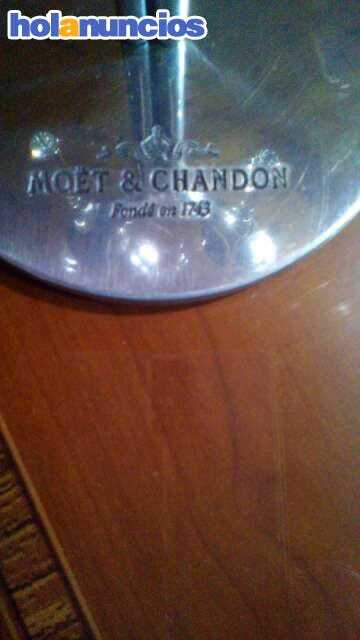 holanuncios
MOËT & CHANDON
Fondé en 1743